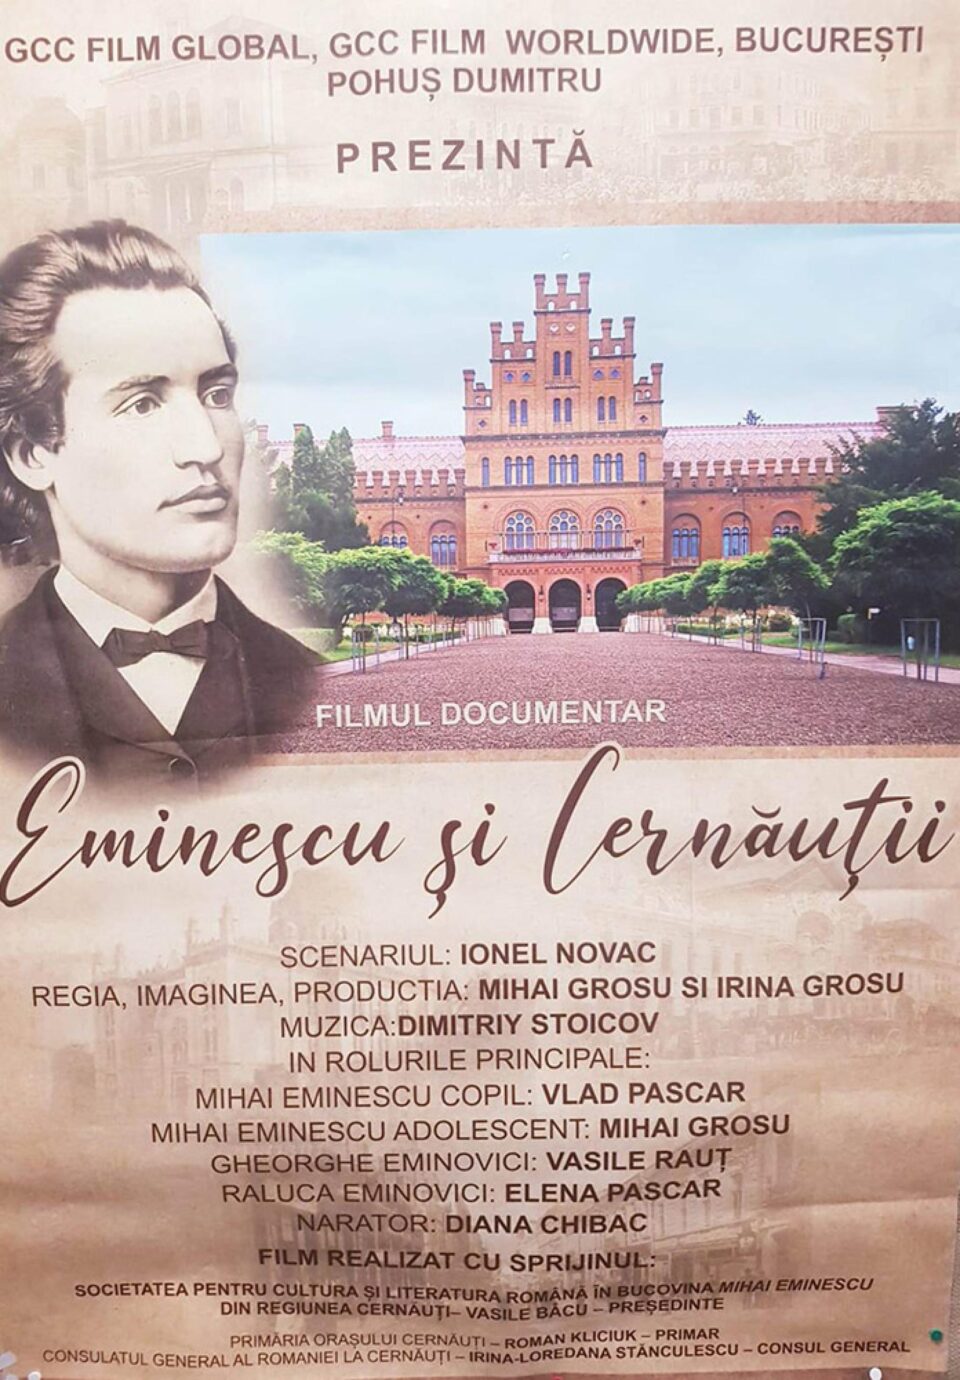 GCC FILM GLOBAL, GCC FILM WORLDWIDE, BUCUREȘTI
POHUȘ DUMITRU
PREZINTĂ
FILMUL DOCUMENTAR
Eminescu și Cernăuții
SCENARIUL: IONEL NOVAC
REGIA, IMAGINEA, PRODUCTIA: MIHAI GROSU SI IRINA GROSU
MUZICA:DIMITRIY STOICOV
IN ROLURILE PRINCIPALE:
MIHAI EMINESCU COPIL: VLAD PASCAR
MIHAI EMINESCU ADOLESCENT: MIHAI GROSU
GHEORGHE EMINOVICI: VASILE RAUȚ
RALUCA EMINOVICI: ELENA PASCAR
NARATOR: DIANA CHIBAC
FILM REALIZAT CU SPRIJINUL:
SOCIETATEA PENTRU CULTURA ȘI LITERATURA ROMÂNĂ ÎN BUCOVINA MIHAI EMINESCU
DIN REGIUNEA CERNĂUȚI– VASILE BÂCU – PREȘEDINTE
PRIMĂRIA ORAȘULUI CERNĂUȚI – ROMAN KLICIUK – PRIMAR
CONSULATUL GENERAL AL ROMANIEI LA CERNĂUȚI – IRINA-LOREDANA STĂNCULESCU – CONSUL GENERAL